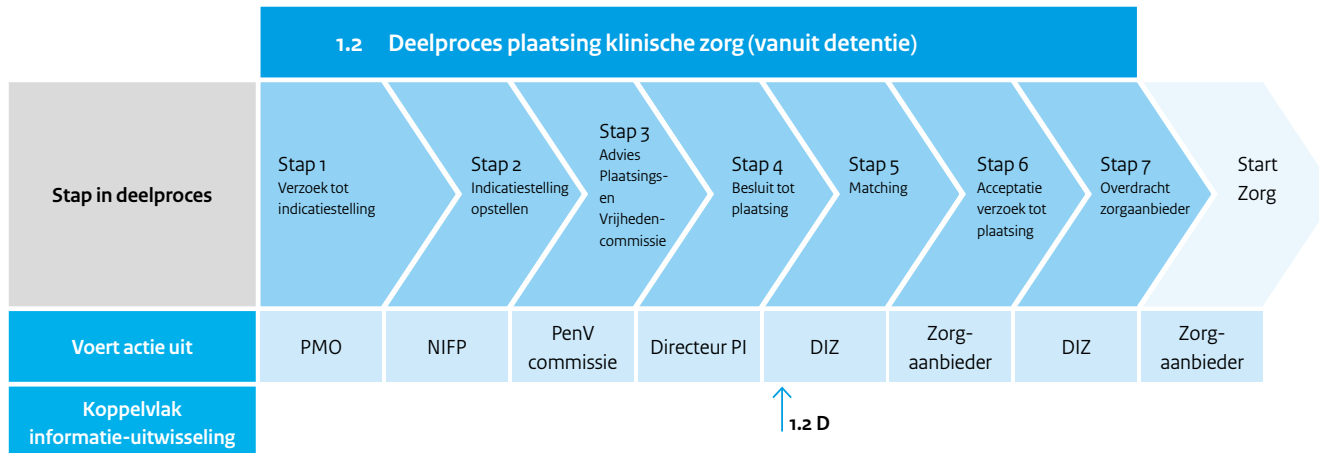 1.2 Deelproces plaatsing klinische zorg (vanuit detentie)
Stap in deelproces
Stap 1
Verzoek tot
indicatiestelling
Stap 2
Indicatiestelling
opstellen
Stap 3
Advies
Plaatsings-
en
Vrijheden-
commissie
Stap 4
Besluit tot
plaatsing
Stap 5
Matching
Stap 6
Acceptatie
verzoek tot
plaatsing
Stap 7
Overdracht
zorgaanbieder
Start
Zorg
Voert actie uit
PMO
NIFP
PenV
commissie
Directeur PI
DIZ
Zorg-
aanbieder
DIZ
Zorg-
aanbieder
Koppelvlak
informatie-uitwisseling
1.2 D